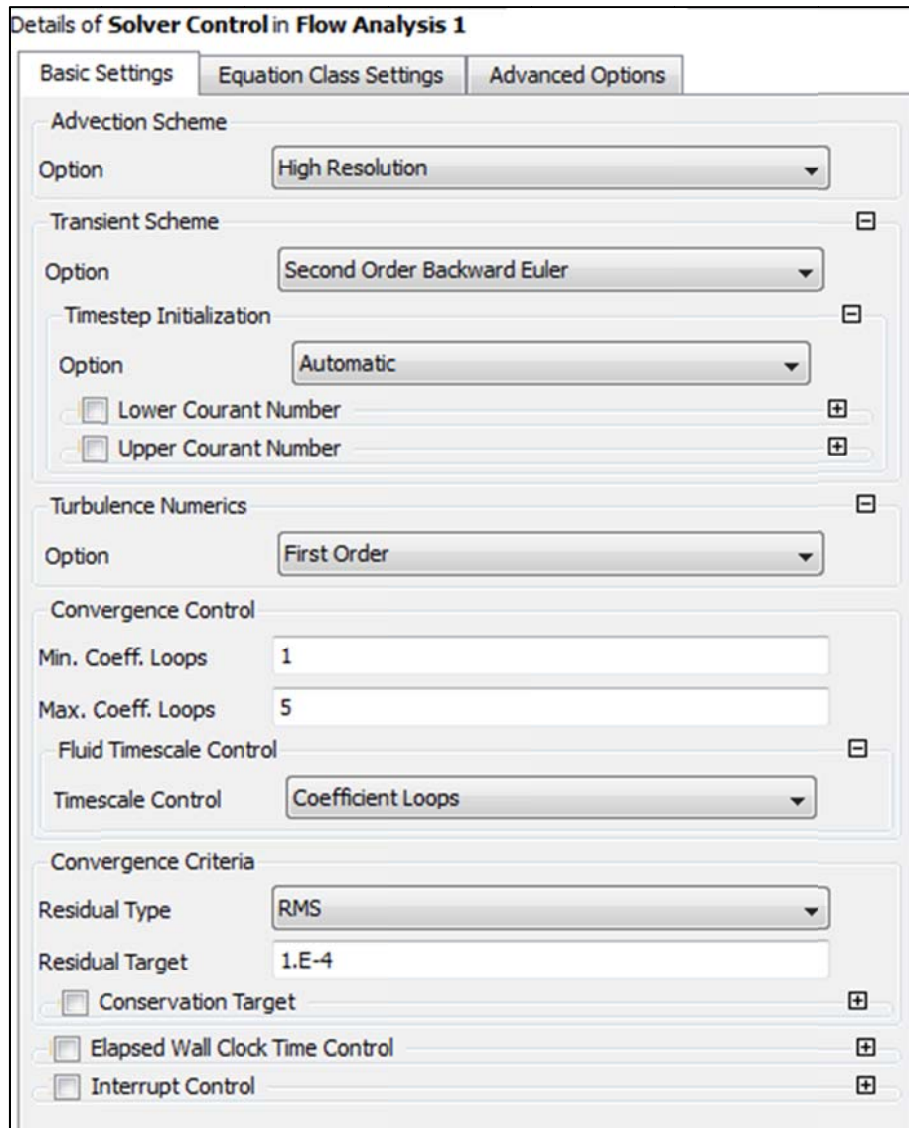 Details of Solver Control in Flow Analysis 1
Basic Settings Equation Class Settings Advanced Options
Advection Scheme
Option High Resolution
Transient Scheme
Option Second Order Backward Euler
Timestep Initialization
Option Automatic
Lower Courant Number
Upper Courant Number
Turbulence Numerics
Option First Order
Convergence Control
Min. Coeff. Loops 1
Max. Coeff. Loops 5
Fluid Timescale Control
Timescale Control Coefficient Loops
Convergence Criteria
Residual Type RMS
Residual Target 1.E-4
Conservation Target
Elapsed Wall Clock Time Control
Interrupt Control